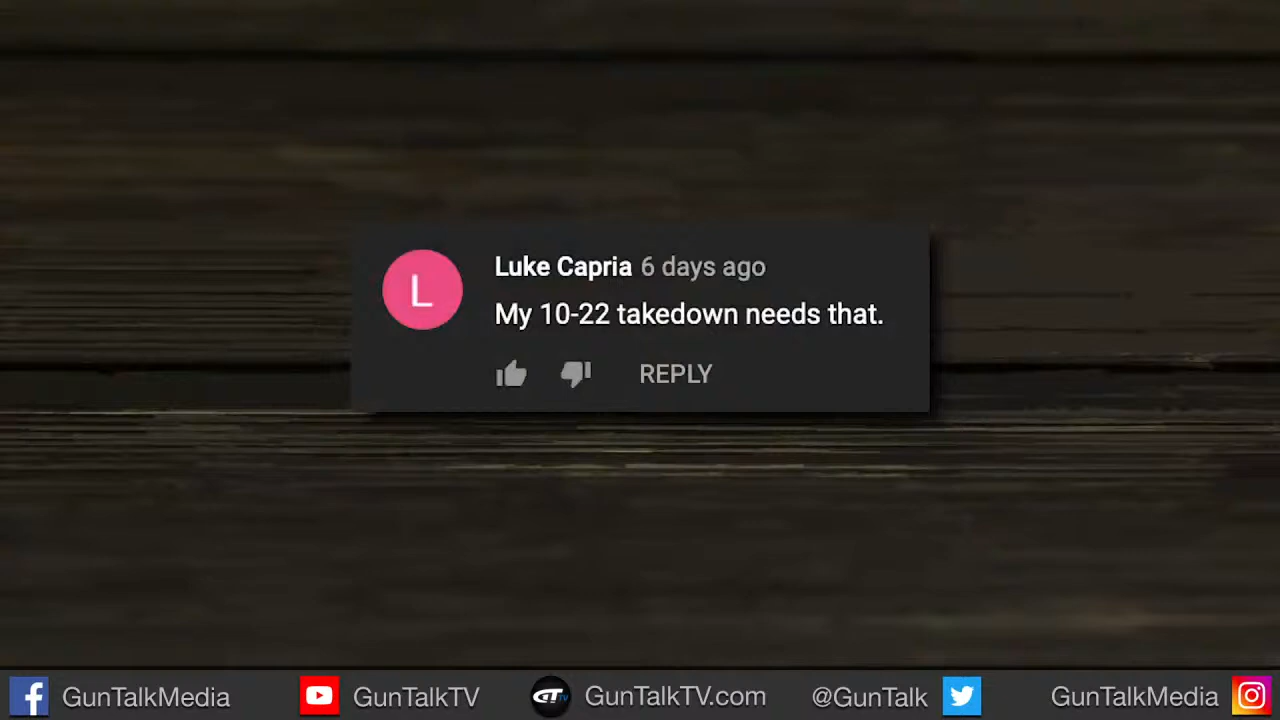 L
Luke Capria 6 days ago
My 10-22 takedown needs that.
REPLY
f GunTalkMedia GunTalkTV GT TV GunTalkTV.com @GunTalk GunTalkMedia